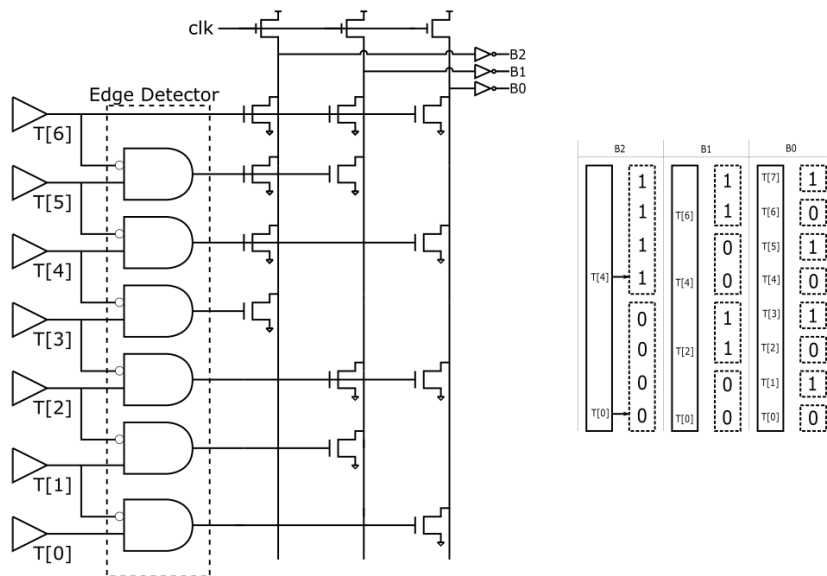 clk
B2
B1
B0
Edge Detector
T[6]
T[5]
T[4]
T[3]
T[2]
T[1]
T[0]
B2 B1 B0
1 1 T[7] 1
1 T[6] 1 T[6] 0
1 0 T[5] 1
T[4] 1 T[4] 0 T[4] 0
0 1 T[3] 1
0 T[2] 1 T[2] 0
0 0 T[1] 1
T[0] 0 T[0] 0 T[0] 0